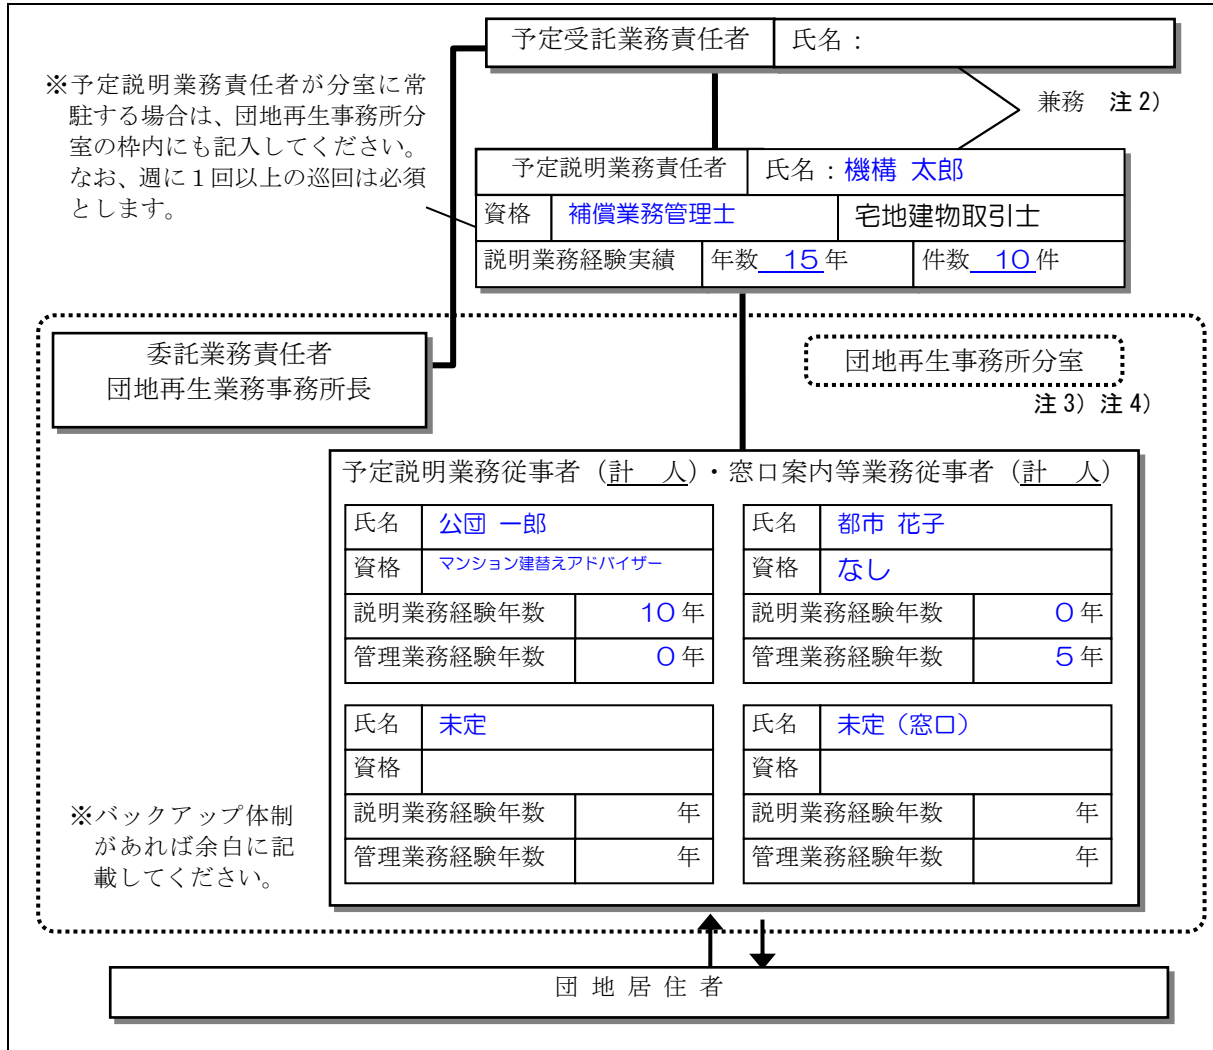 予定受託業務責任者 氏名：
※予定説明業務責任者が分室に常
駐する場合は、団地再生事務所分
室の枠内にも記入してください。
なお、週に１回以上の巡回は必須
とします。
兼務 注2）
予定説明業務責任者 氏名：機構 太郎
資格 補償業務管理士 宅地建物取引士
説明業務経験実績 年数 15年 件数 10件
委託業務責任者
団地再生業務事務所長
団地再生事務所分室
注3）注4）
予定説明業務従事者（計 人）・窓口案内等業務従事者（計 人）
氏名 公団 一郎
資格 マンション建替えアドバイザー
説明業務経験年数 10年
管理業務経験年数 0年
氏名 都市 花子
資格 なし
説明業務経験年数 0年
管理業務経験年数 5年
氏名 未定
資格
説明業務経験年数 年
管理業務経験年数 年
氏名 未定（窓口）
資格
説明業務経験年数 年
管理業務経験年数 年
※バックアップ体制
があれば余白に記
載してください。
団地居住者